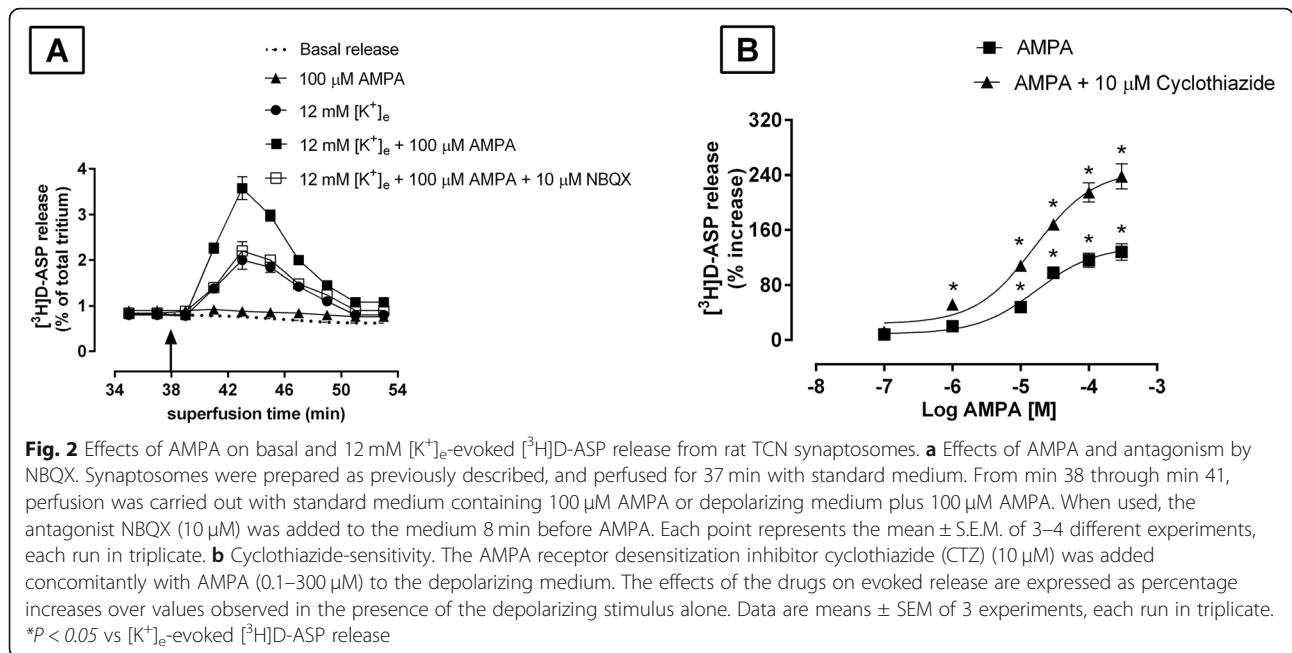 A
Basal release
100 μM AMPA
12 mM [K⁺]ₑ
12 mM [K⁺]ₑ + 100 μM AMPA
12 mM [K⁺]ₑ + 100 μM AMPA + 10 μM NBQX
[³H]D-ASP release
(% of total tritium)
4
3
2
1
0
34 38 42 46 50 54
superfusion time (min)
B
AMPA
AMPA + 10 μM Cyclothiazide
[³H]D-ASP release
(% increase)
320
240
160
80
0
* * * * *
* * * *
-8 -7 -6 -5 -4 -3
Log AMPA [M]
Fig. 2 Effects of AMPA on basal and 12 mM [K⁺]ₑ-evoked [³H]D-ASP release from rat TCN synaptosomes. a Effects of AMPA and antagonism by
NBQX. Synaptosomes were prepared as previously described, and perfused for 37 min with standard medium. From min 38 through min 41,
perfusion was carried out with standard medium containing 100 μM AMPA or depolarizing medium plus 100 μM AMPA. When used, the
antagonist NBQX (10 μM) was added to the medium 8 min before AMPA. Each point represents the mean ± S.E.M. of 3–4 different experiments,
each run in triplicate. b Cyclothiazide-sensitivity. The AMPA receptor desensitization inhibitor cyclothiazide (CTZ) (10 μM) was added
concomitantly with AMPA (0.1–300 μM) to the depolarizing medium. The effects of the drugs on evoked release are expressed as percentage
increases over values observed in the presence of the depolarizing stimulus alone. Data are means ± SEM of 3 experiments, each run in triplicate.
*P < 0.05 vs [K⁺]ₑ-evoked [³H]D-ASP release